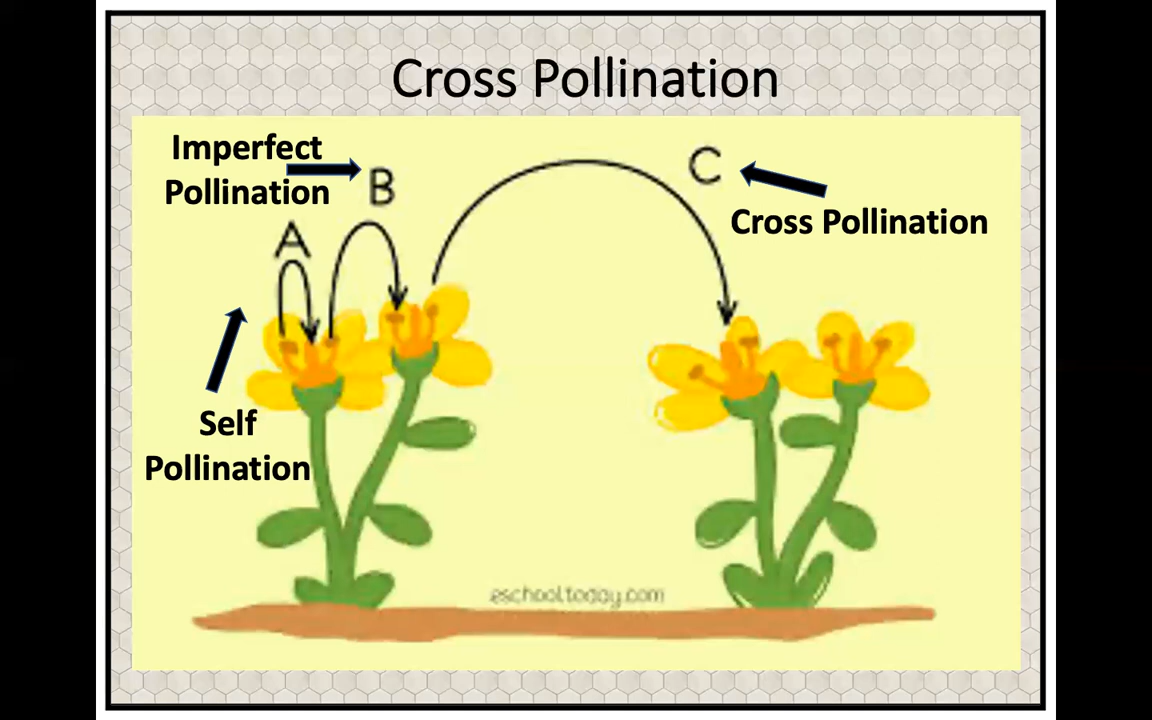 Cross Pollination
Imperfect
Pollination
B
C
Cross Pollination
A
Self
Pollination
eschooltoday.com